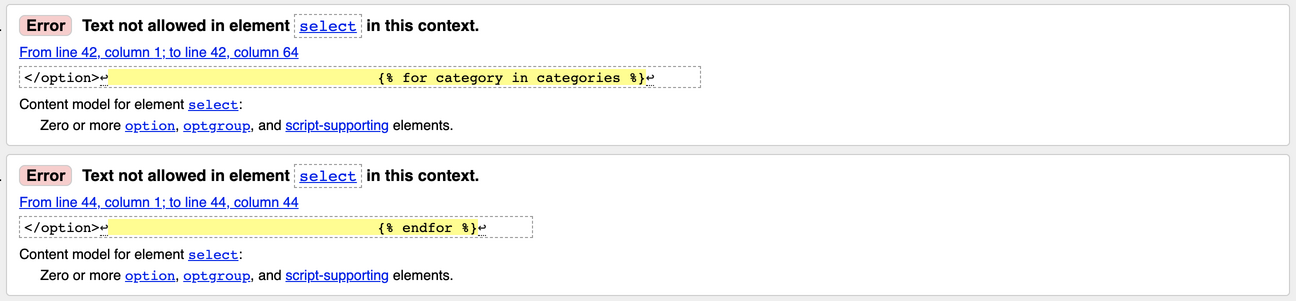 Error Text not allowed in element select in this context.
From line 42, column 1; to line 42, column 64
</option>↩ {% for category in categories %}↩
Content model for element select:
Zero or more option, optgroup, and script-supporting elements.
Error Text not allowed in element select in this context.
From line 44, column 1; to line 44, column 44
</option>↩ {% endfor %}↩
Content model for element select:
Zero or more option, optgroup, and script-supporting elements.